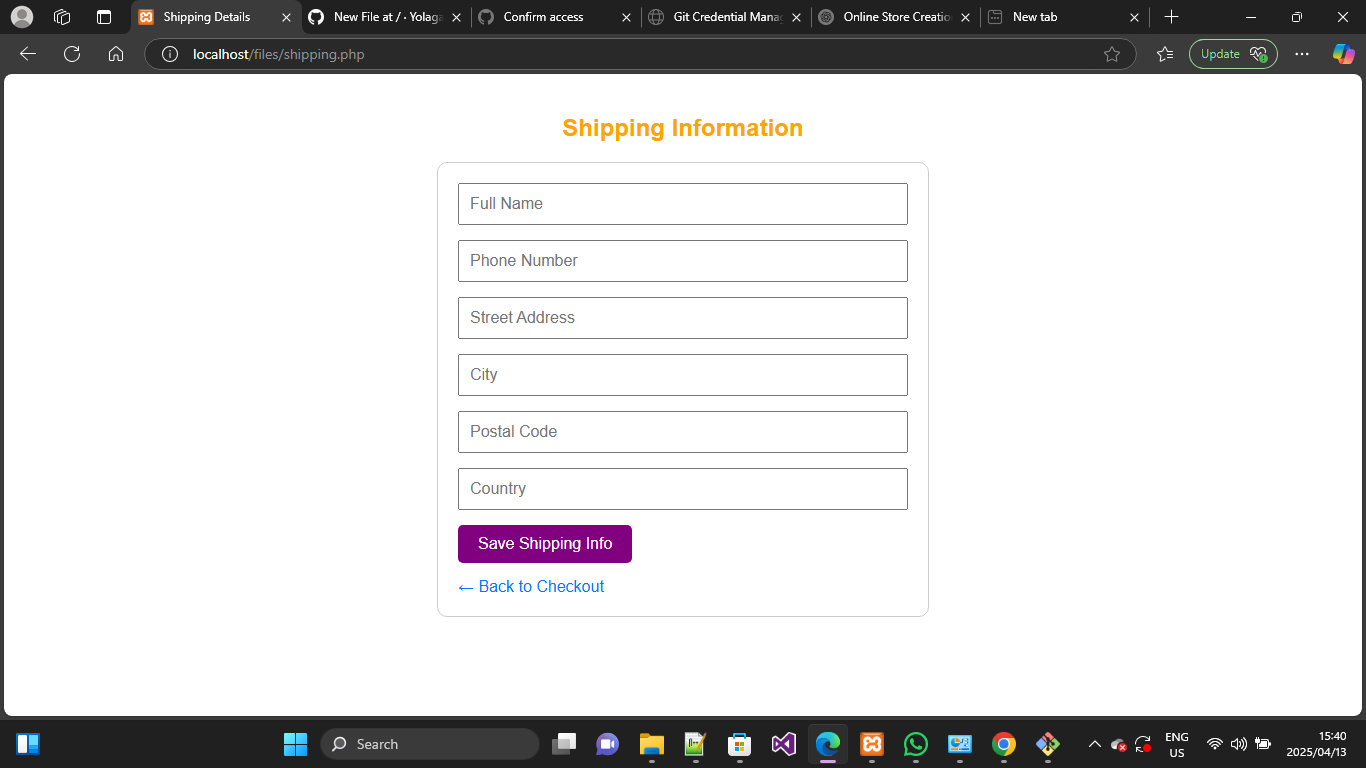 Shipping Details
New File at / · Yolaga
Confirm access
Git Credential Mana
Online Store Creatio
New tab
localhost/files/shipping.php
Update
Shipping Information
Full Name
Phone Number
Street Address
City
Postal Code
Country
Save Shipping Info
← Back to Checkout
Search
ENG
US
15:40
2025/04/13